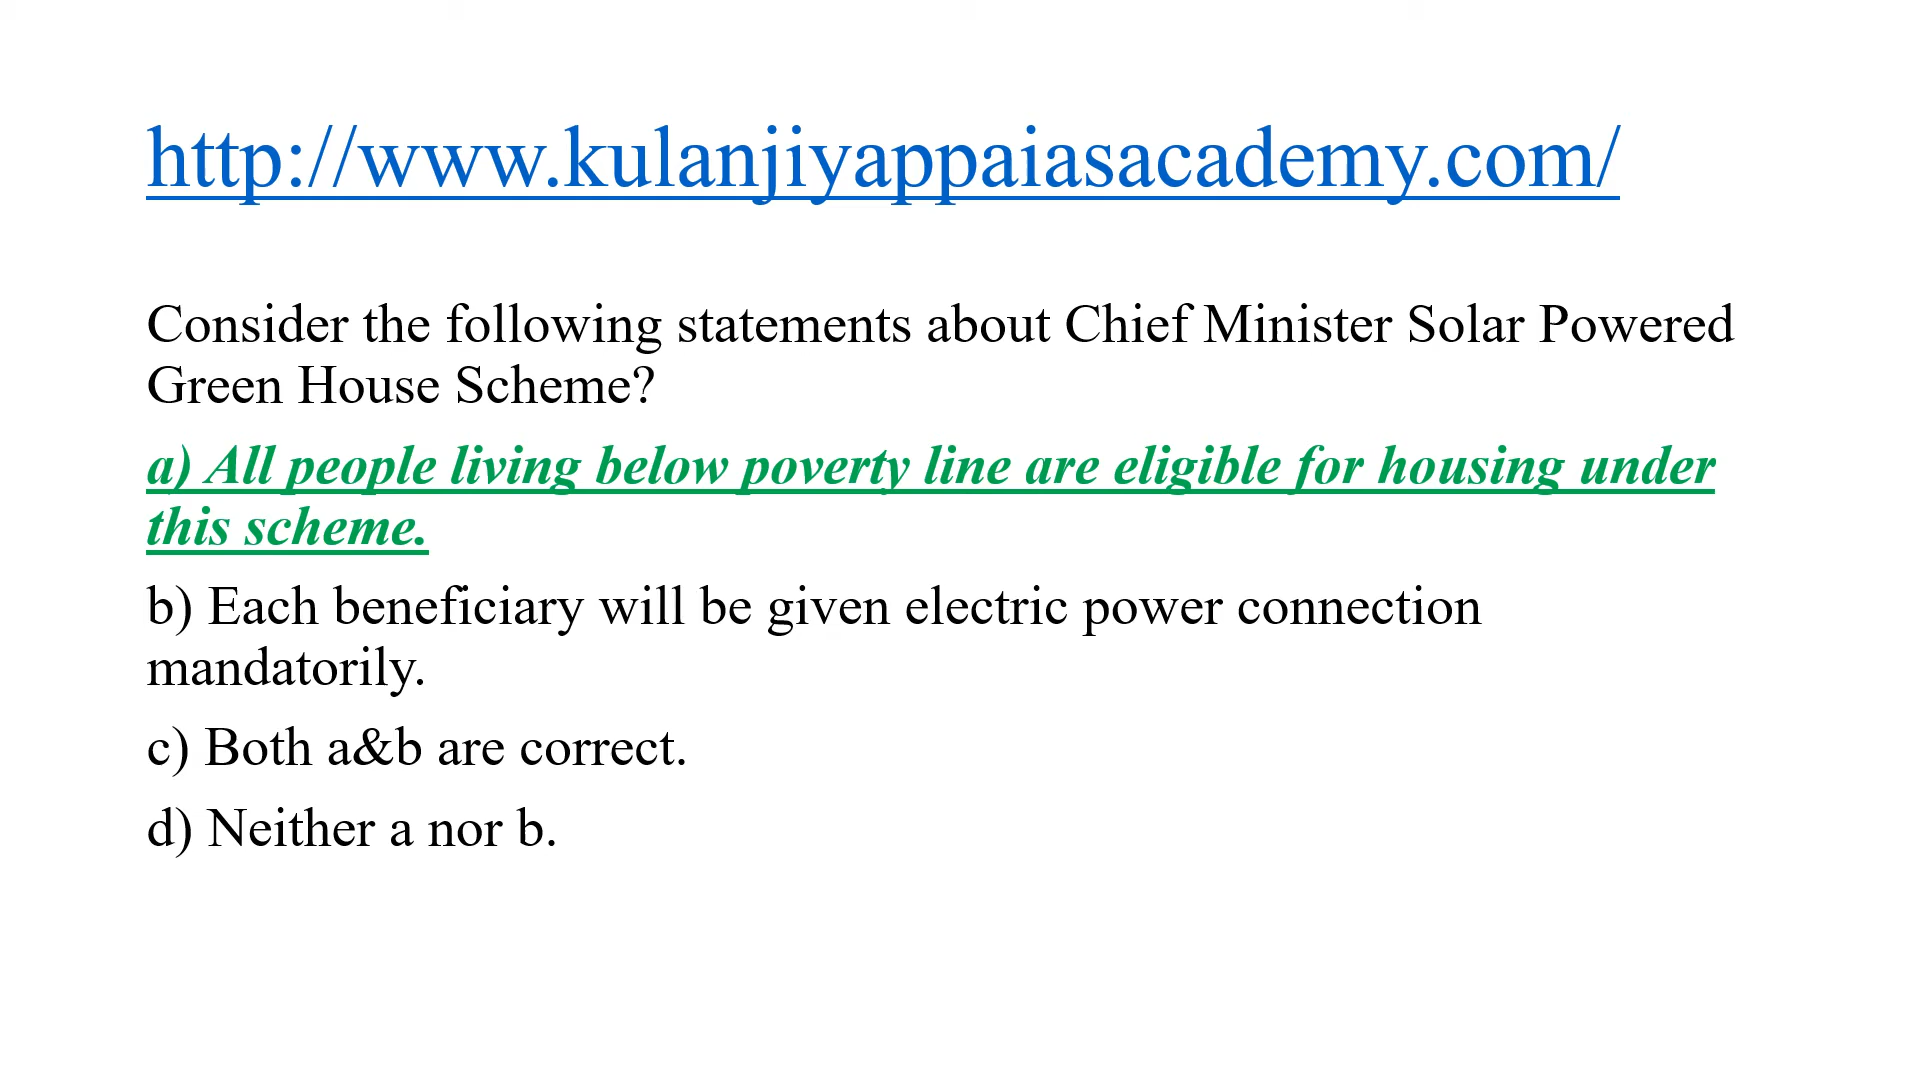 http://www.kulanjiyappaiasacademy.com/
Consider the following statements about Chief Minister Solar Powered
Green House Scheme?
a) All people living below poverty line are eligible for housing under
this scheme.
b) Each beneficiary will be given electric power connection
mandatorily.
c) Both a&b are correct.
d) Neither a nor b.